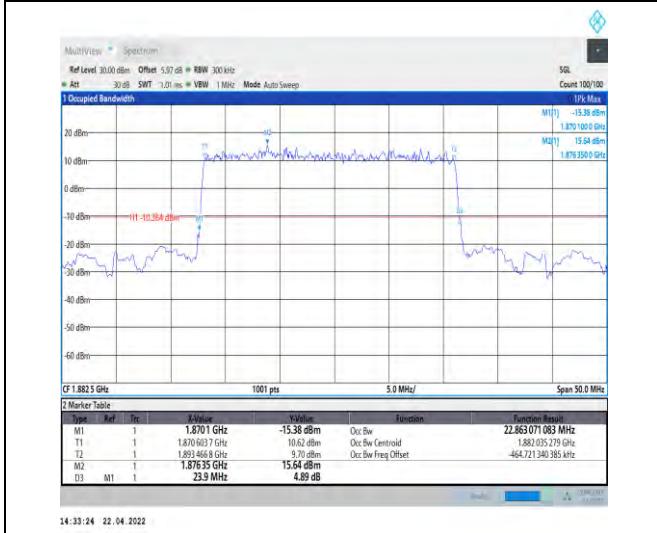 MultiView Spectrum
Ref Level 30.00 dBm Offset 5.97 dB RBW 300 kHz SGL
Att 30 dB SWT 1.01 ms VBW 1 MHz Mode Auto Sweep Count 100/100
1 Occupied Bandwidth 1Pk Max
M1[1] -15.38 dBm
1.870 100 0 GHz
M2[1] 15.64 dBm
1.876 350 0 GHz
20 dBm
M2
T1 T2
10 dBm
0 dBm
-10 dBm H1 -10.364 dBm M1 D3
-20 dBm
-30 dBm
-40 dBm
-50 dBm
-60 dBm
CF 1.882 5 GHz 1001 pts 5.0 MHz/ Span 50.0 MHz
2 Marker Table
Type Ref Trc X-Value Y-Value Function Function Result
M1 1 1.8701 GHz -15.38 dBm Occ Bw 22.863 071 083 MHz
T1 1 1.870 603 7 GHz 10.62 dBm Occ Bw Centroid 1.882 035 279 GHz
T2 1 1.893 466 8 GHz 9.70 dBm Occ Bw Freq Offset -464.721 340 385 kHz
M2 1 1.876 35 GHz 15.64 dBm
D3 M1 1 23.9 MHz 4.89 dB
Ready
14:33:24 22.04.2022